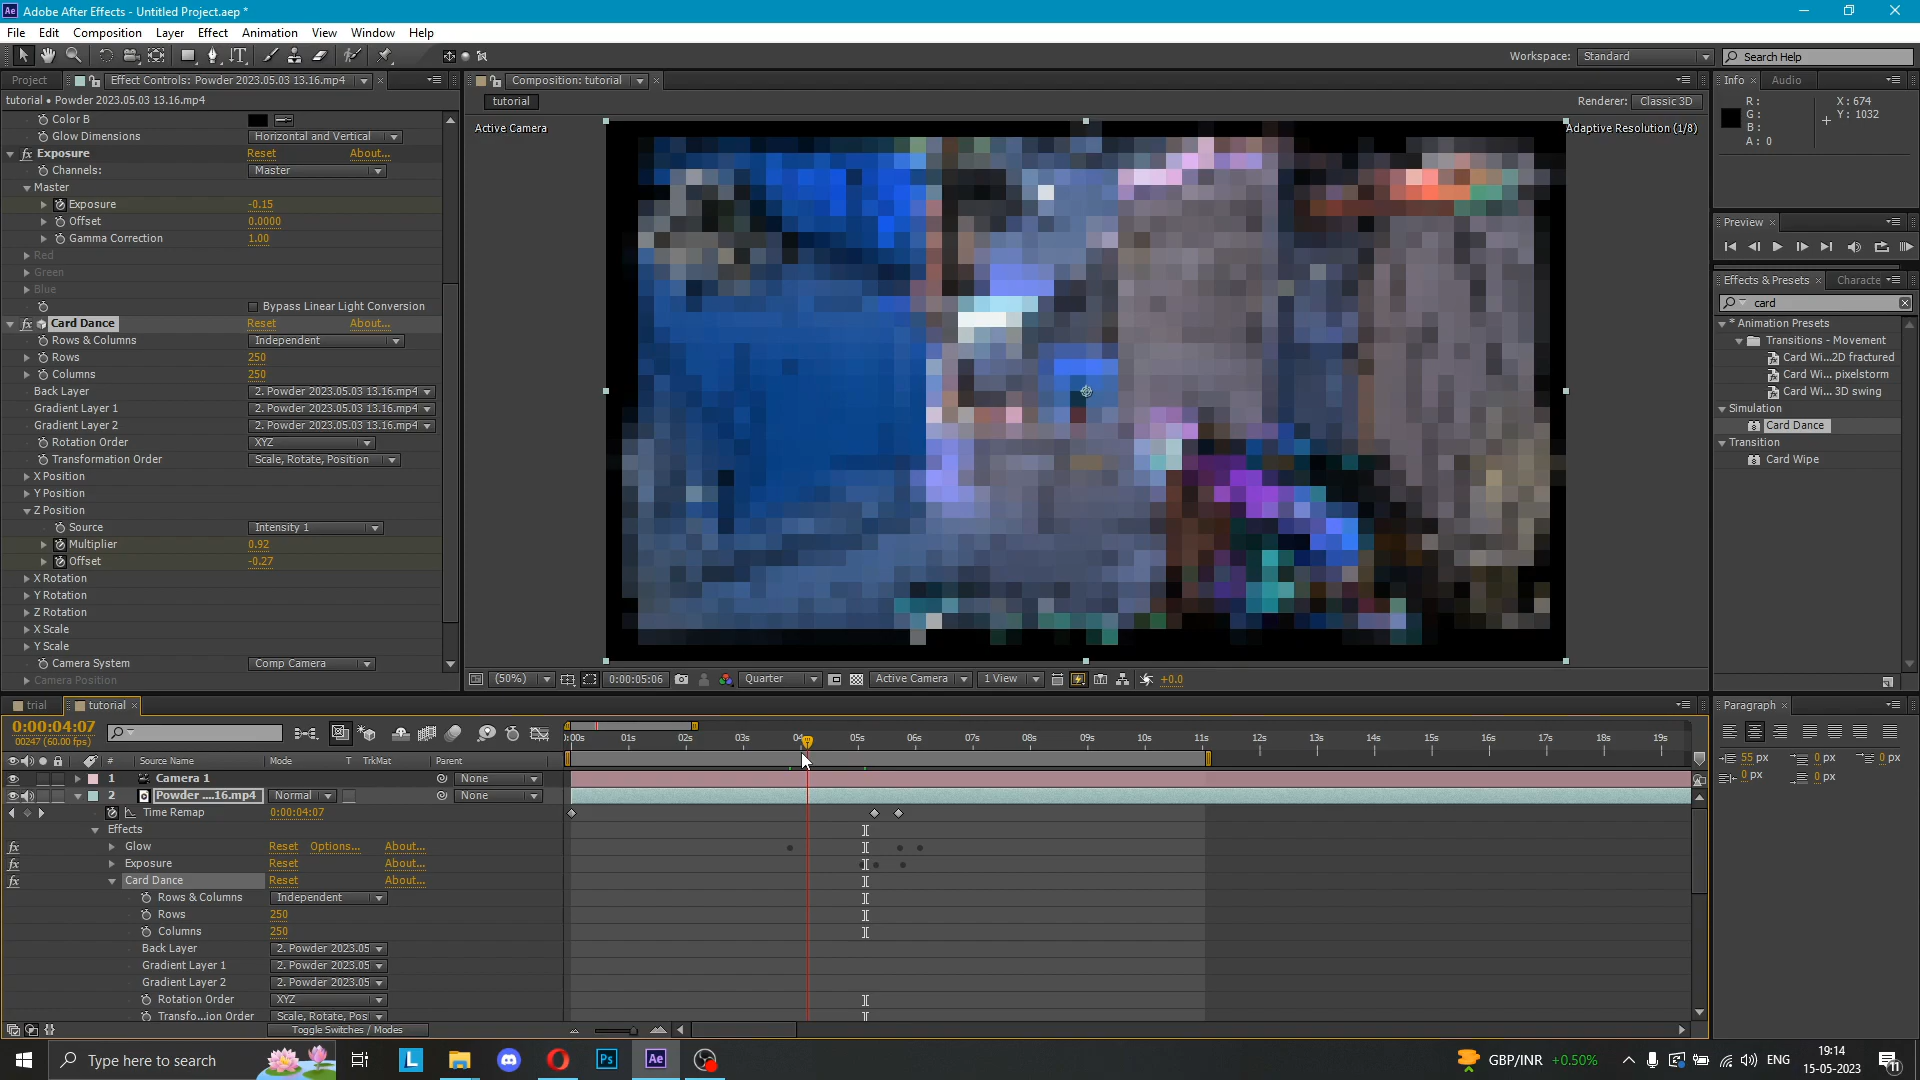 Ae Adobe After Effects - Untitled Project.aep *
File Edit Composition Layer Effect Animation View Window Help
Workspace: Standard Search Help
Project Effect Controls: Powder 2023.05.03 13.16.mp4
tutorial • Powder 2023.05.03 13.16.mp4
Color B
Glow Dimensions Horizontal and Vertical
fx Exposure Reset About...
Channels: Master
Master
Exposure -0.15
Offset 0.0000
Gamma Correction 1.00
Red
Green
Blue
Bypass Linear Light Conversion
fx Card Dance Reset About...
Rows & Columns Independent
Rows 250
Columns 250
Back Layer 2. Powder 2023.05.03 13.16.mp4
Gradient Layer 1 2. Powder 2023.05.03 13.16.mp4
Gradient Layer 2 2. Powder 2023.05.03 13.16.mp4
Rotation Order XYZ
Transformation Order Scale, Rotate, Position
X Position
Y Position
Z Position
Source Intensity 1
Multiplier 0.92
Offset -0.27
X Rotation
Y Rotation
Z Rotation
X Scale
Y Scale
Camera System Comp Camera
Camera Position
Composition: tutorial
tutorial Renderer: Classic 3D
Active Camera Adaptive Resolution (1/8)
(50%) 0:00:05:06 Quarter Active Camera 1 View +0.0
Info Audio
R: X: 674
G: Y: 1032
B:
A: 0
Preview
Effects & Presets Characte
card
* Animation Presets
Transitions - Movement
Card Wi...2D fractured
Card Wi... pixelstorm
Card Wi... 3D swing
Simulation
Card Dance
Transition
Card Wipe
trial tutorial
0:00:04:07
00247 (60.00 fps)
0:00s 01s 02s 03s 04s 05s 06s 07s 08s 09s 10s 11s 12s 13s 14s 15s 16s 17s 18s 19s
# Source Name Mode T TrkMat Parent
1 Camera 1 None
2 Powder ....16.mp4 Normal None
Time Remap 0:00:04:07
Effects
fx Glow Reset Options... About...
fx Exposure Reset About...
fx Card Dance Reset About...
Rows & Columns Independent
Rows 250
Columns 250
Back Layer 2. Powder 2023.05
Gradient Layer 1 2. Powder 2023.05
Gradient Layer 2 2. Powder 2023.05
Rotation Order XYZ
Transfo...ion Order Scale, Rotate, Posi
Toggle Switches / Modes
Paragraph
55 px 0 px 0 px
0 px 0 px
Type here to search L Ps Ae GBP/INR +0.50% ENG 19:14
15-05-2023
11